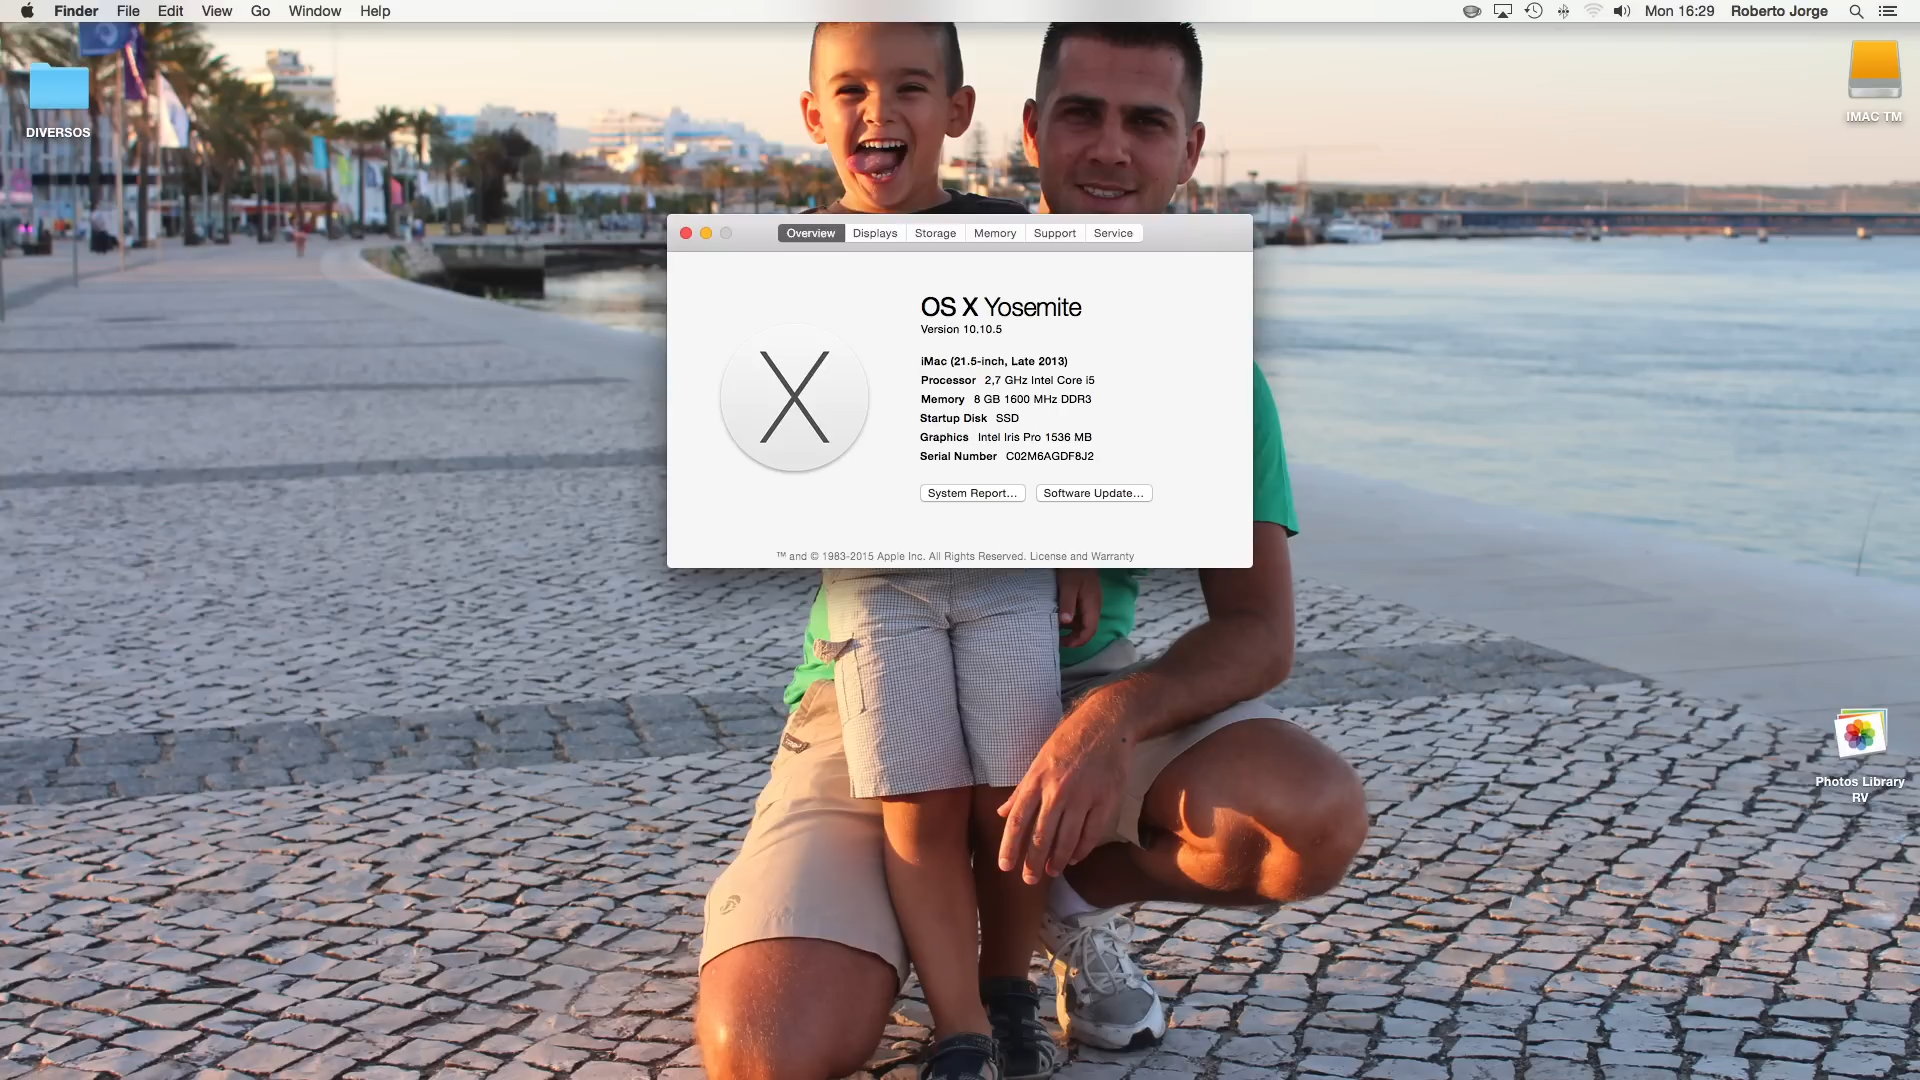 Finder File Edit View Go Window Help Mon 16:29 Roberto Jorge
DIVERSOS
IMAC TM
Overview Displays Storage Memory Support Service
OS X Yosemite
Version 10.10.5
iMac (21.5-inch, Late 2013)
Processor 2,7 GHz Intel Core i5
Memory 8 GB 1600 MHz DDR3
Startup Disk SSD
Graphics Intel Iris Pro 1536 MB
Serial Number C02M6AGDF8J2
System Report... Software Update...
™ and © 1983-2015 Apple Inc. All Rights Reserved. License and Warranty
Photos Library
RV